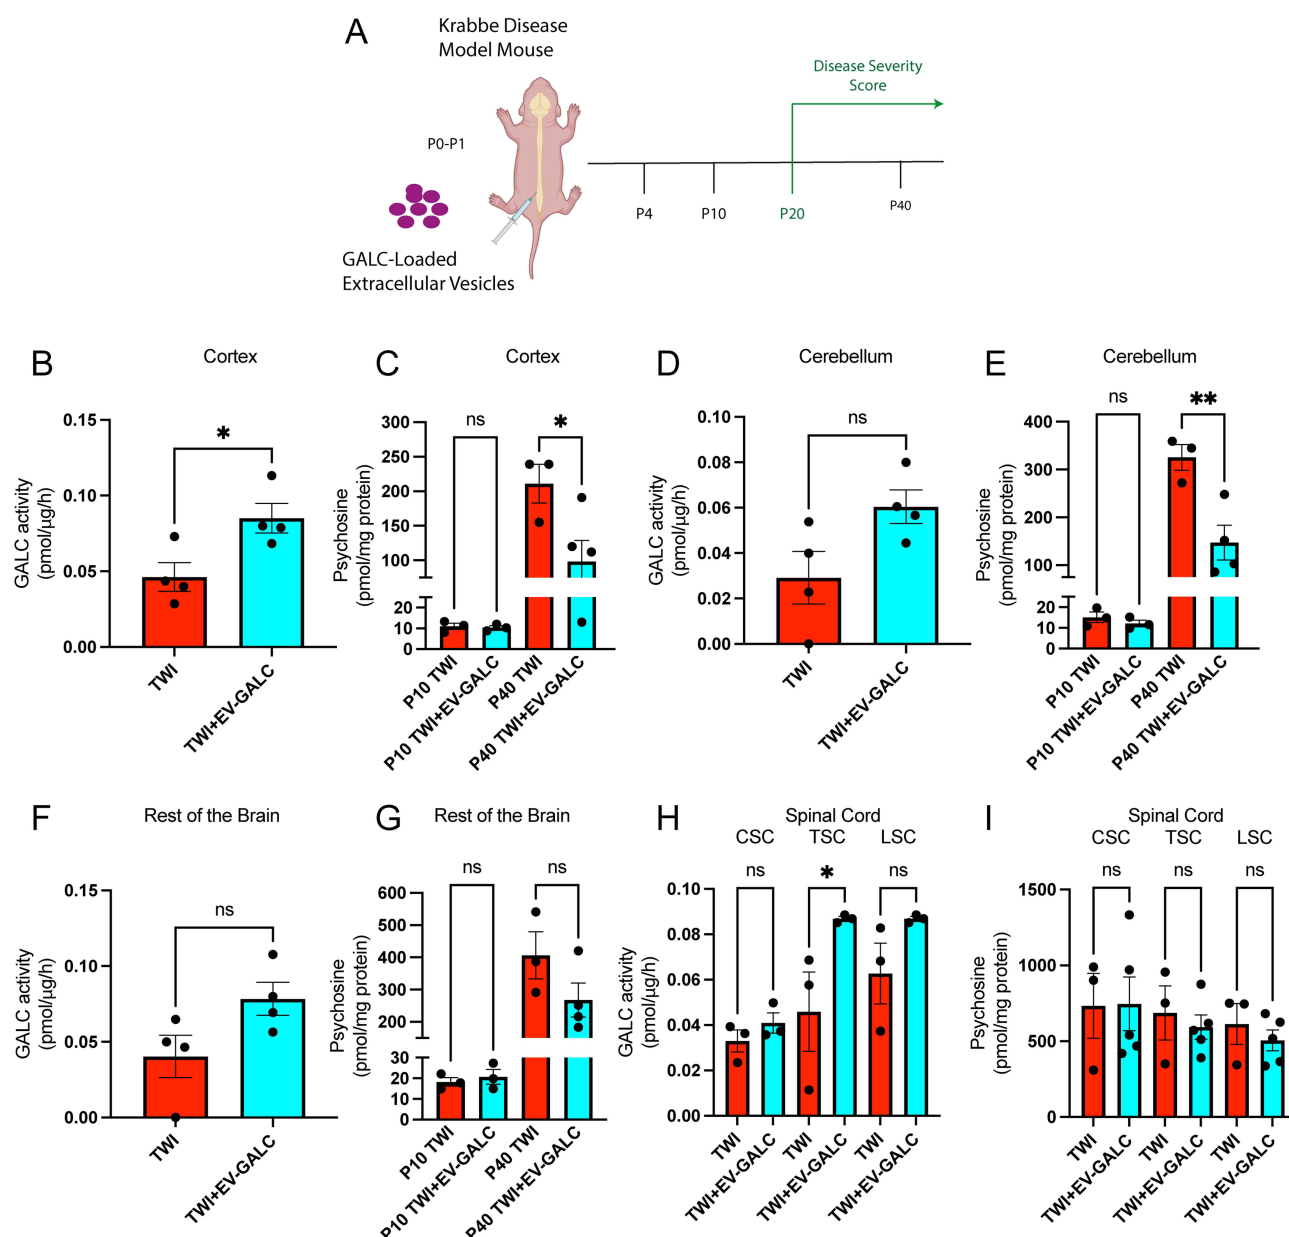 A
Krabbe Disease
Model Mouse
P0-P1
GALC-Loaded
Extracellular Vesicles
Disease Severity
Score
P4
P10
P20
P40
B
Cortex
GALC activity
(pmol/µg/h)
0.15
0.10
0.05
0.00
*
TWI
TWI+EV-GALC
C
Cortex
Psychosine
(pmol/mg protein)
300
250
200
150
100
20
10
0
ns
*
P10 TWI
P10 TWI+EV-GALC
P40 TWI
P40 TWI+EV-GALC
D
Cerebellum
GALC activity
(pmol/µg/h)
0.10
0.08
0.06
0.04
0.02
0.00
ns
TWI
TWI+EV-GALC
E
Cerebellum
Psychosine
(pmol/mg protein)
400
300
200
100
20
10
0
ns
**
P10 TWI
P10 TWI+EV-GALC
P40 TWI
P40 TWI+EV-GALC
F
Rest of the Brain
GALC activity
(pmol/µg/h)
0.15
0.10
0.05
0.00
ns
TWI
TWI+EV-GALC
G
Rest of the Brain
Psychosine
(pmol/mg protein)
600
500
400
300
200
30
20
10
0
ns
ns
P10 TWI
P10 TWI+EV-GALC
P40 TWI
P40 TWI+EV-GALC
H
Spinal Cord
CSC TSC LSC
GALC activity
(pmol/µg/h)
0.10
0.08
0.06
0.04
0.02
0.00
ns
*
ns
TWI
TWI+EV-GALC
TWI
TWI+EV-GALC
TWI
TWI+EV-GALC
I
Spinal Cord
CSC TSC LSC
Psychosine
(pmol/mg protein)
1500
1000
500
0
ns
ns
ns
TWI
TWI+EV-GALC
TWI
TWI+EV-GALC
TWI
TWI+EV-GALC